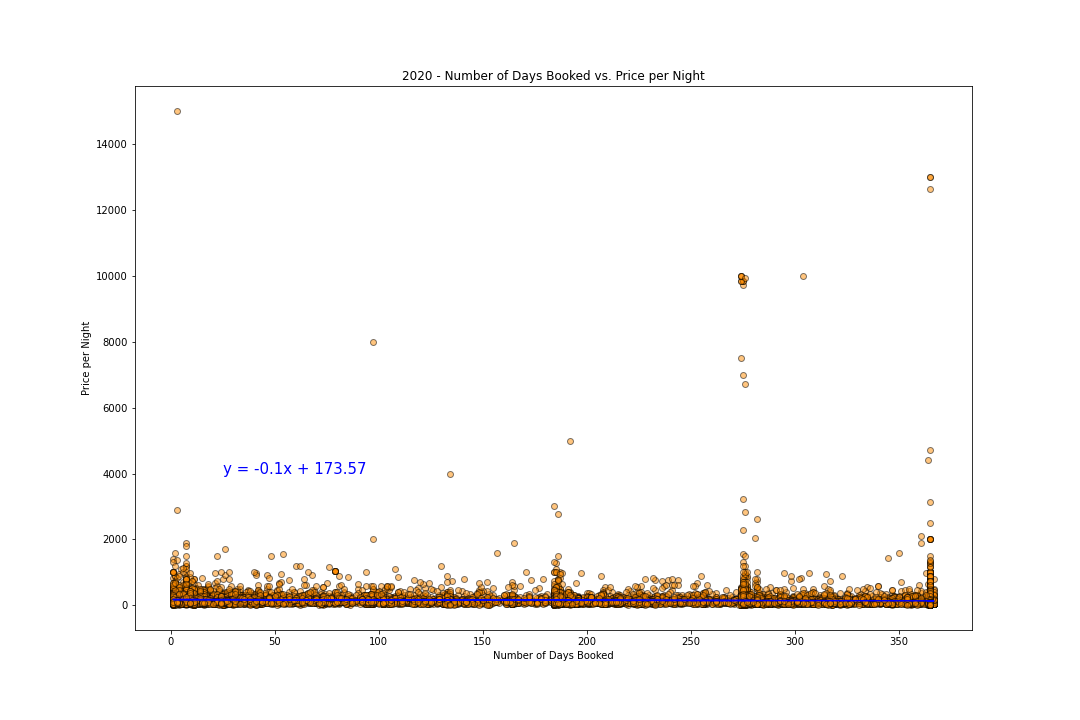 2020 - Number of Days Booked vs. Price per Night
14000
12000
10000
8000
6000
4000
2000
0
Price per Night
y = -0.1x + 173.57
0 50 100 150 200 250 300 350
Number of Days Booked